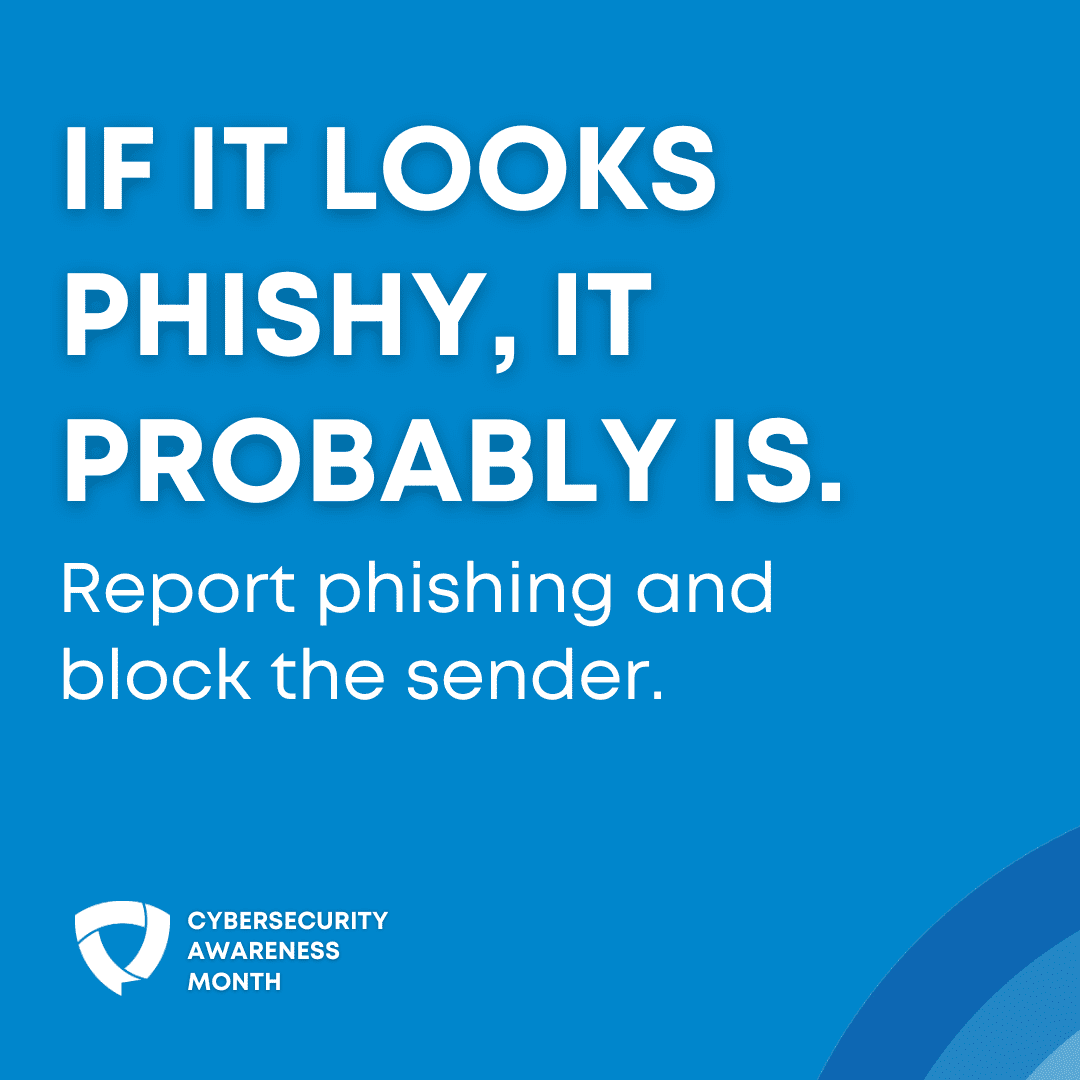 IF IT LOOKS
PHISHY, IT
PROBABLY IS.
Report phishing and
block the sender.
CYBERSECURITY
AWARENESS
MONTH